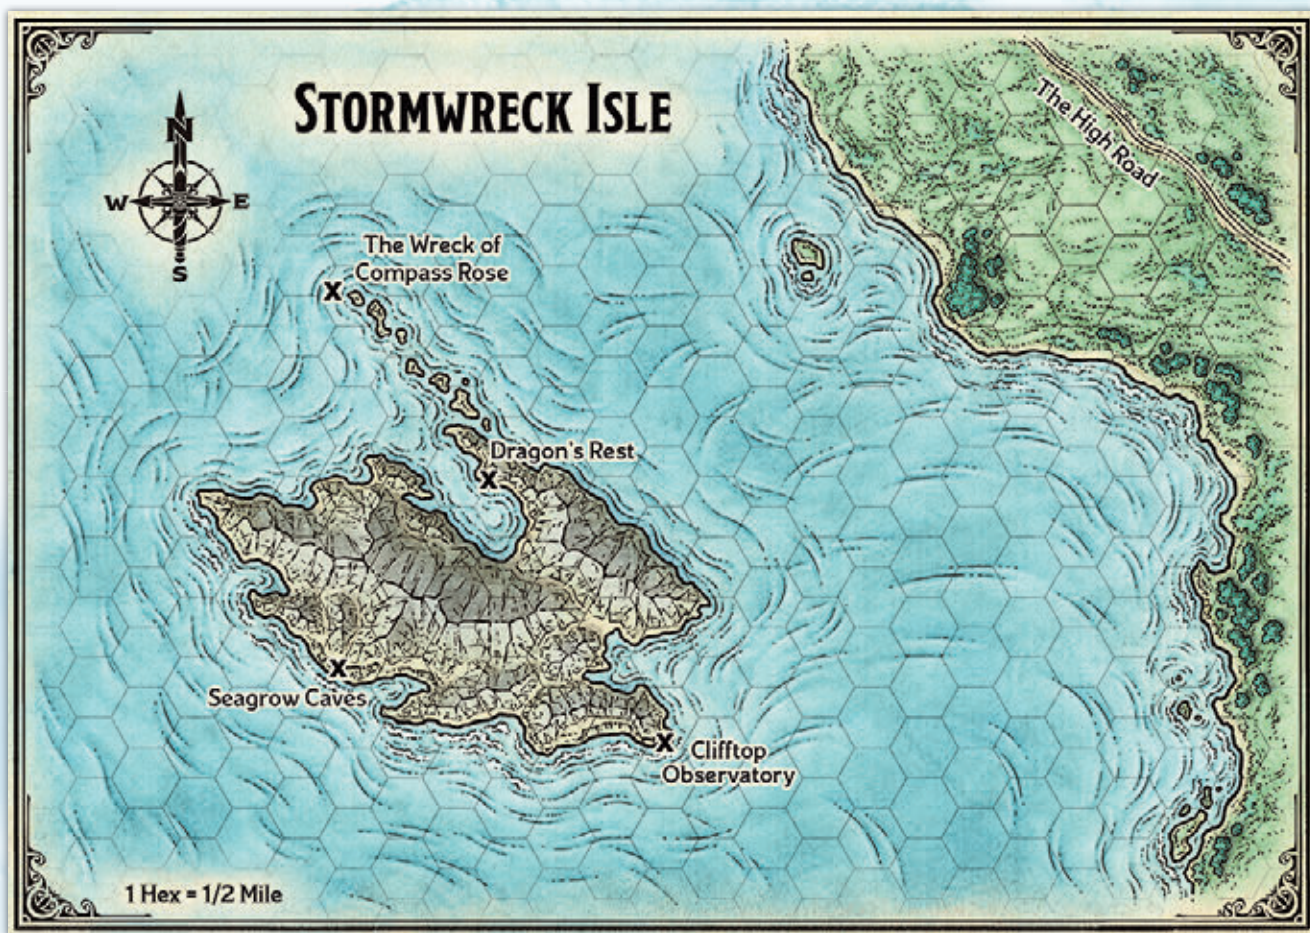 STORMWRECK ISLE
The High Road
N
W
E
S
The Wreck of
Compass Rose
X
Dragon's Rest
X
X
Seagrow Caves
X
Clifftop
Observatory
1 Hex = 1/2 Mile